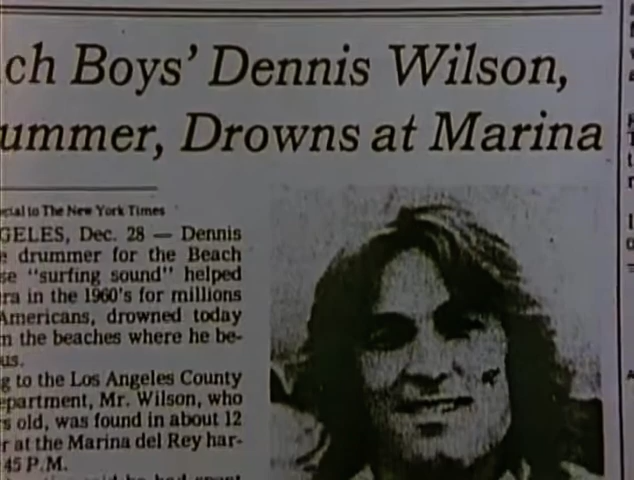 ch Boys' Dennis Wilson,
ummer, Drowns at Marina
cial to The New York Times
GELES, Dec. 28 — Dennis
e drummer for the Beach
se "surfing sound" helped
ra in the 1960's for millions
Americans, drowned today
m the beaches where he be-
us.
g to the Los Angeles County
epartment, Mr. Wilson, who
s old, was found in about 12
r at the Marina del Rey har-
45 P.M.